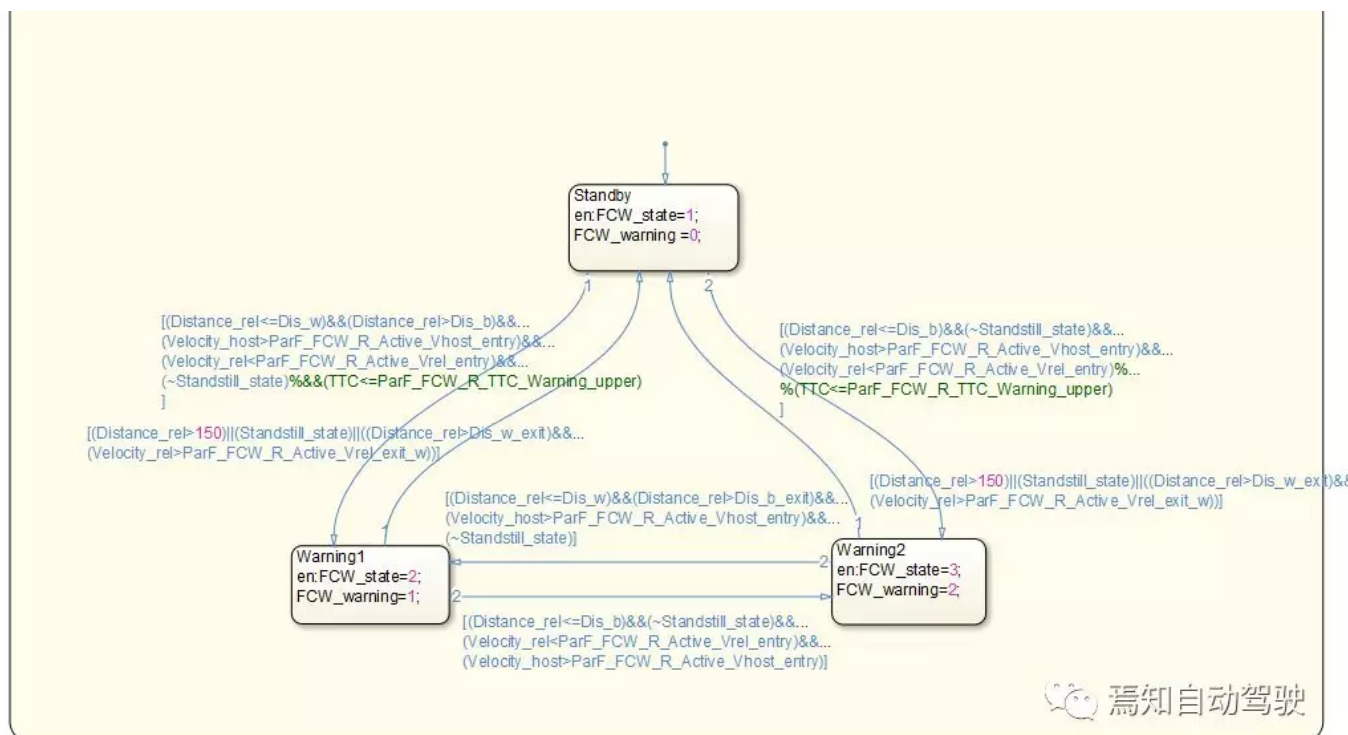 Standby
en:FCW_state=1;
FCW_warning =0;
1
2
[(Distance_rel<=Dis_w)&&(Distance_rel>Dis_b)&&...
(Velocity_host>ParF_FCW_R_Active_Vhost_entry)&&...
(Velocity_rel<ParF_FCW_R_Active_Vrel_entry)&&...
(~Standstill_state)%&&(TTC<=ParF_FCW_R_TTC_Warning_upper)
]
[(Distance_rel<=Dis_b)&&(~Standstill_state)&&...
(Velocity_host>ParF_FCW_R_Active_Vhost_entry)&&...
(Velocity_rel<ParF_FCW_R_Active_Vrel_entry)%...
%(TTC<=ParF_FCW_R_TTC_Warning_upper)
]
[(Distance_rel>150)||(Standstill_state)||((Distance_rel>Dis_w_exit)&&...
(Velocity_rel>ParF_FCW_R_Active_Vrel_exit_w))]
[(Distance_rel>150)||(Standstill_state)||((Distance_rel>Dis_w_exit)&&
(Velocity_rel>ParF_FCW_R_Active_Vrel_exit_w))]
[(Distance_rel<=Dis_w)&&(Distance_rel>Dis_b_exit)&&...
(Velocity_host>ParF_FCW_R_Active_Vhost_entry)&&...
(~Standstill_state)]
1
1
Warning1
en:FCW_state=2;
FCW_warning=1;
2
2
Warning2
en:FCW_state=3;
FCW_warning=2;
[(Distance_rel<=Dis_b)&&(~Standstill_state)&&...
(Velocity_rel<ParF_FCW_R_Active_Vrel_entry)&&...
(Velocity_host>ParF_FCW_R_Active_Vhost_entry)]
焉知自动驾驶